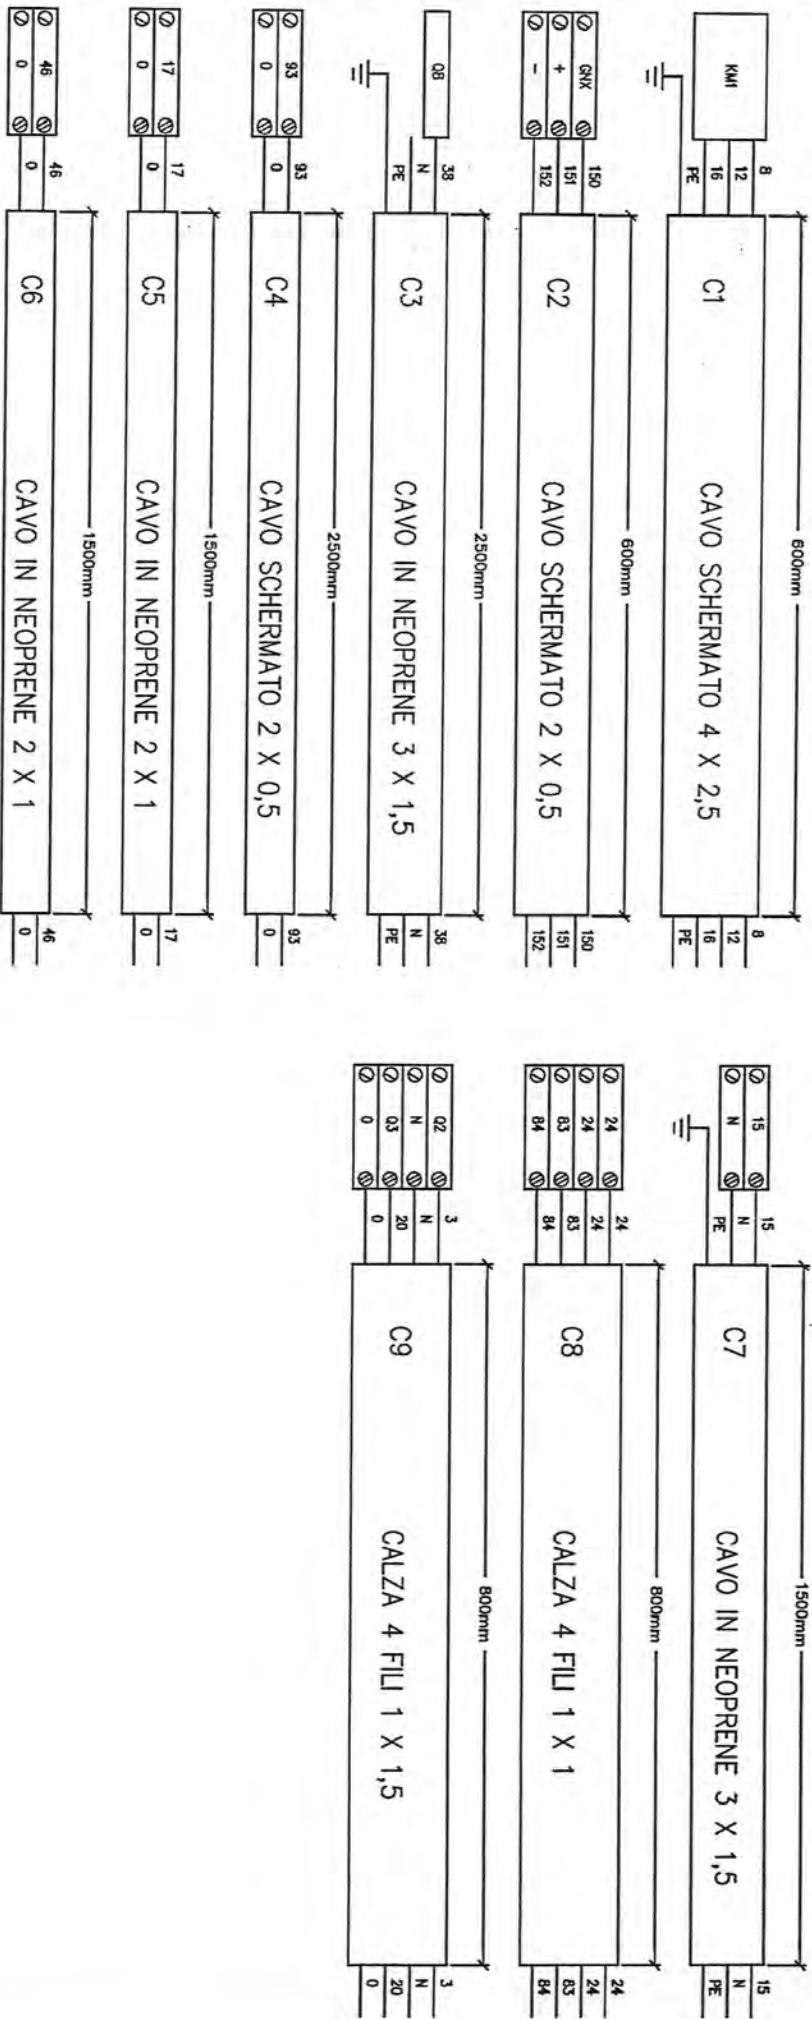 600mm
KM1
8
12
16
PE
C1
CAVO SCHERMATO 4 X 2,5
8
12
16
PE
600mm
GNX
+
-
150
151
152
C2
CAVO SCHERMATO 2 X 0,5
150
151
152
2500mm
Q8
38
N
PE
C3
CAVO IN NEOPRENE 3 X 1,5
38
N
PE
2500mm
93
0
93
0
C4
CAVO SCHERMATO 2 X 0,5
93
0
1500mm
17
0
17
0
C5
CAVO IN NEOPRENE 2 X 1
17
0
1500mm
46
0
46
0
C6
CAVO IN NEOPRENE 2 X 1
46
0
1500mm
15
N
15
N
PE
C7
CAVO IN NEOPRENE 3 X 1,5
15
N
PE
800mm
24
24
83
84
24
24
83
84
C8
CALZA 4 FILI 1 X 1
24
24
83
84
800mm
Q2
N
Q3
0
3
N
20
0
C9
CALZA 4 FILI 1 X 1,5
3
N
20
0